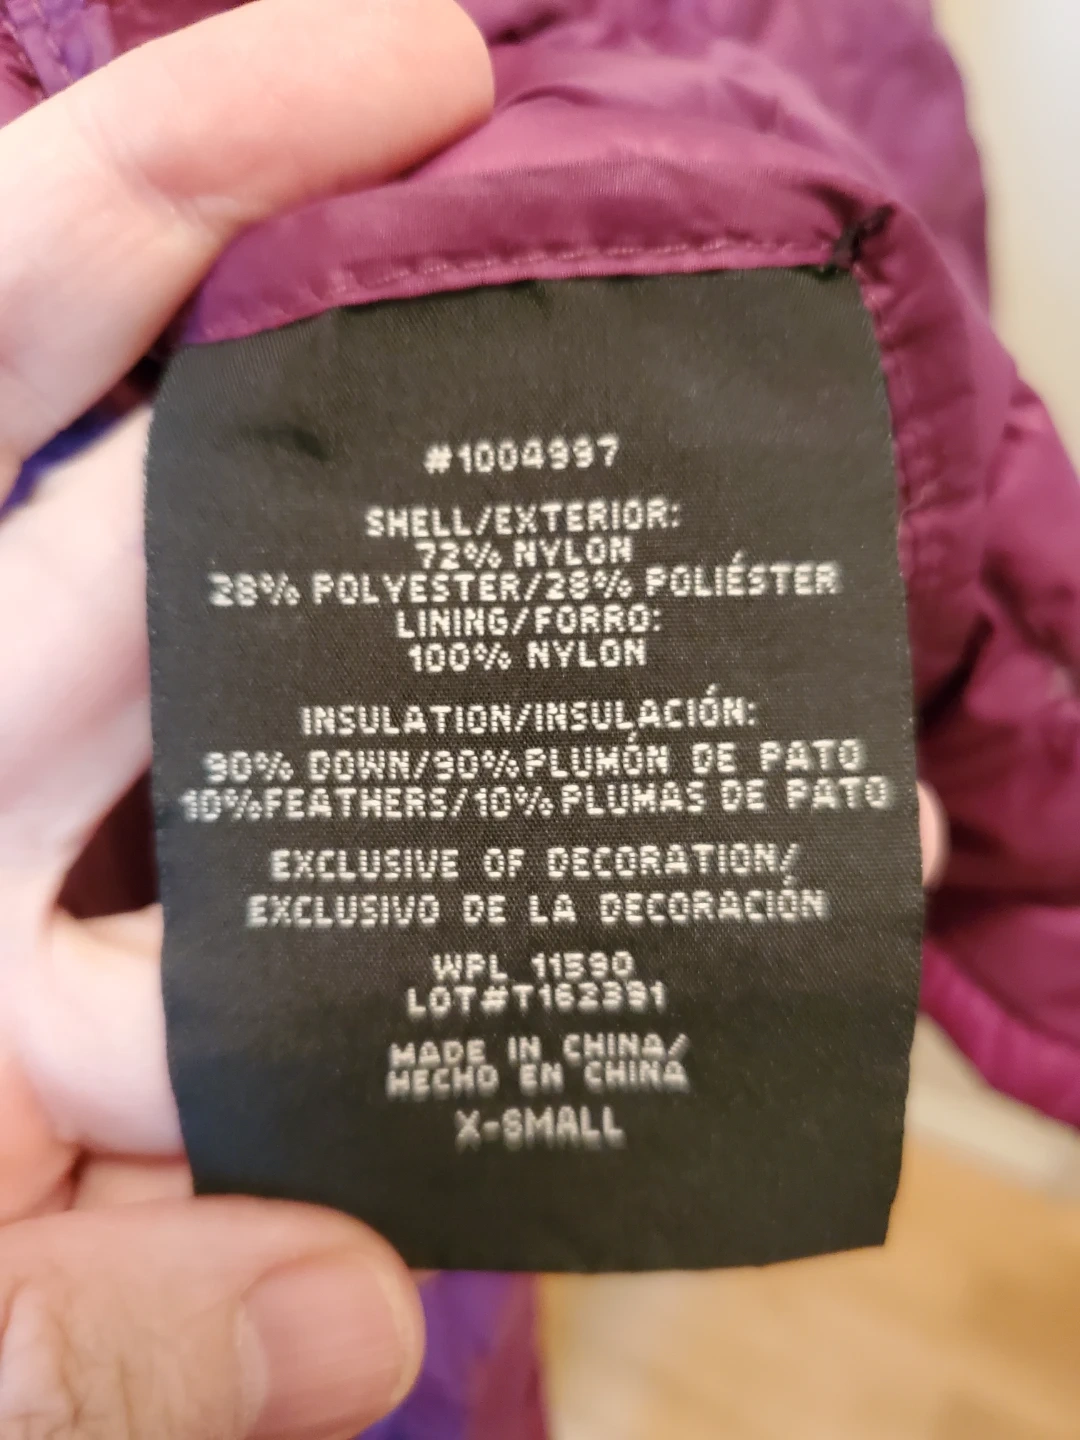 #1004997
SHELL/EXTERIOR:
72% NYLON
28% POLYESTER/28% POLIÉSTER
LINING/FORRO:
100% NYLON
INSULATION/INSULACIÓN:
90% DOWN/90% PLUMÓN DE PATO
10%FEATHERS/10% PLUMAS DE PATO
EXCLUSIVE OF DECORATION/
EXCLUSIVO DE LA DECORACIÓN
WPL 11590
LOT#T162391
MADE IN CHINA/
HECHO EN CHINA
X-SMALL